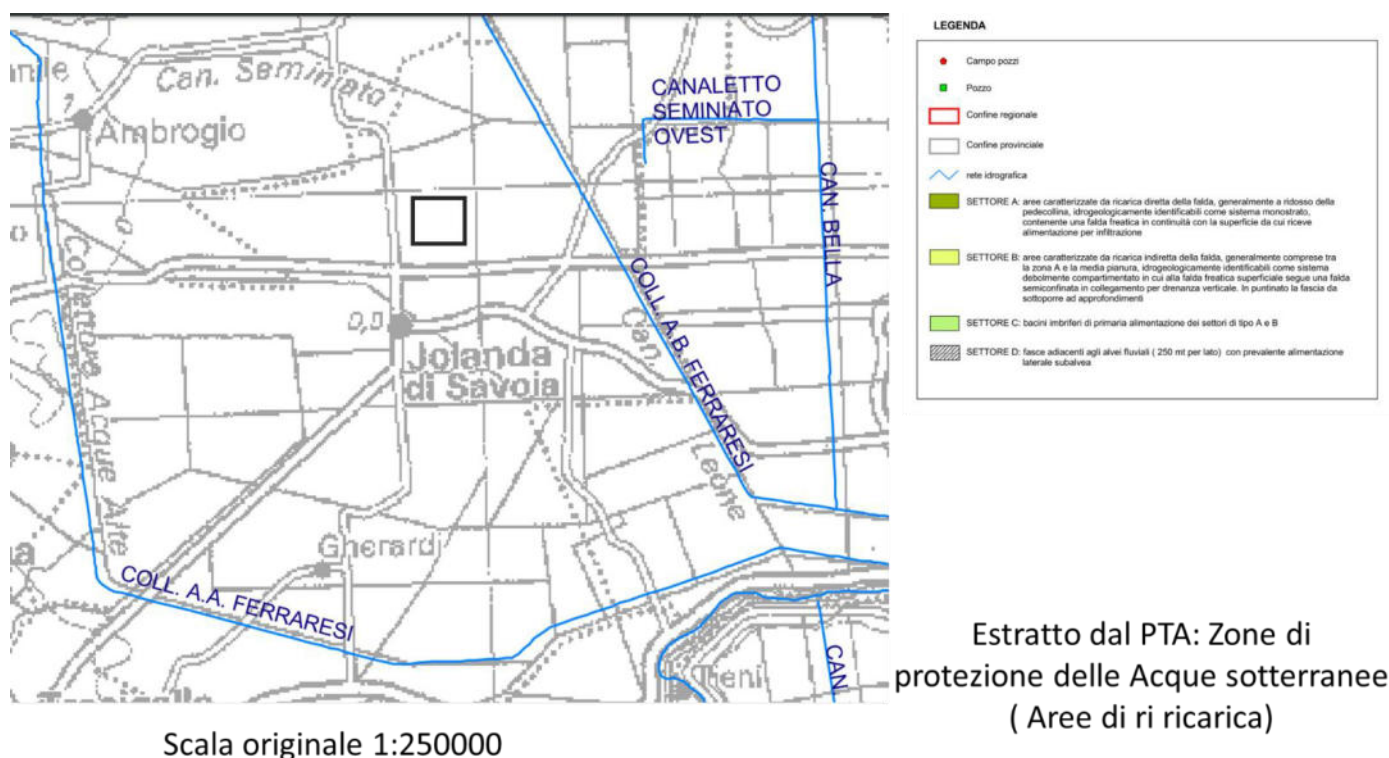 Can. Seminiato
Ambrogio
CANALETTO
SEMINIATO
OVEST
CAN. BELLA
Collettore Acque Alte
COLL. A.B. FERRARESI
Can.
Leone
0,0
Jolanda
di Savoia
Gherardi
COLL. A.A. FERRARESI
CAN.
Scala originale 1:250000
LEGENDA
Campo pozzi
Pozzo
Confine regionale
Confine provinciale
rete idrografica
SETTORE A: aree caratterizzate da ricarica diretta della falda, generalmente a ridosso della
pedecollina, idrogeologicamente identificabili come sistema monostrato,
contenente una falda freatica in continuità con la superficie da cui riceve
alimentazione per infiltrazione
SETTORE B: aree caratterizzate da ricarica indiretta della falda, generalmente comprese tra
la zona A e la media pianura, idrogeologicamente identificabili come sistema
debolmente compartimentato in cui alla falda freatica superficiale segue una falda
semiconfinata in collegamento per drenanza verticale. In puntinato la fascia da
sottoporre ad approfondimenti
SETTORE C: bacini imbriferi di primaria alimentazione dei settori di tipo A e B
SETTORE D: fasce adiacenti agli alvei fluviali ( 250 mt per lato) con prevalente alimentazione
laterale subalvea
Estratto dal PTA: Zone di
protezione delle Acque sotterranee
( Aree di ri ricarica)